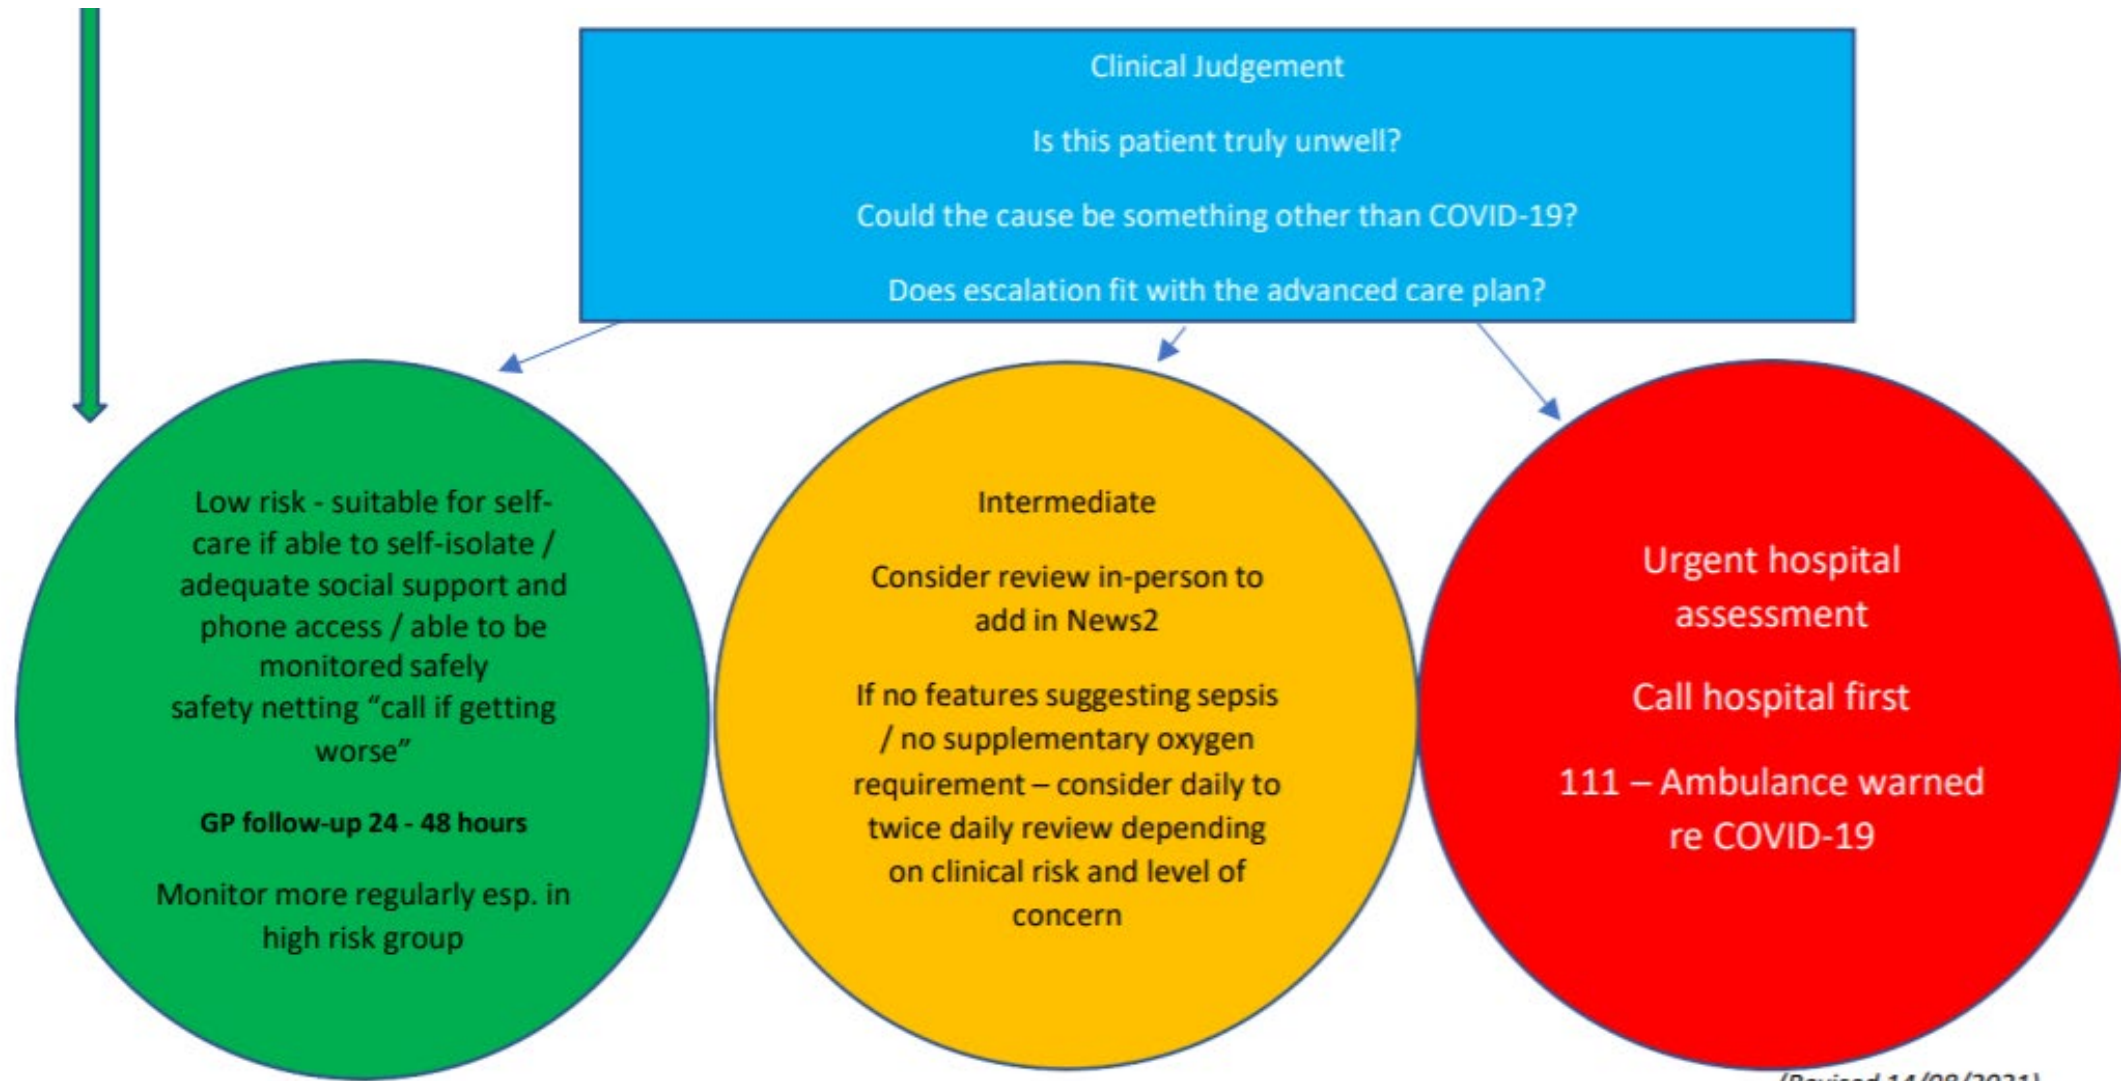 Clinical Judgement
Is this patient truly unwell?
Could the cause be something other than COVID-19?
Does escalation fit with the advanced care plan?
Low risk - suitable for self-
care if able to self-isolate /
adequate social support and
phone access / able to be
monitored safely
safety netting “call if getting
worse”
GP follow-up 24 - 48 hours
Monitor more regularly esp. in
high risk group
Intermediate
Consider review in-person to
add in News2
If no features suggesting sepsis
/ no supplementary oxygen
requirement – consider daily to
twice daily review depending
on clinical risk and level of
concern
Urgent hospital
assessment
Call hospital first
111 – Ambulance warned
re COVID-19
(Revised 14/08/2021)